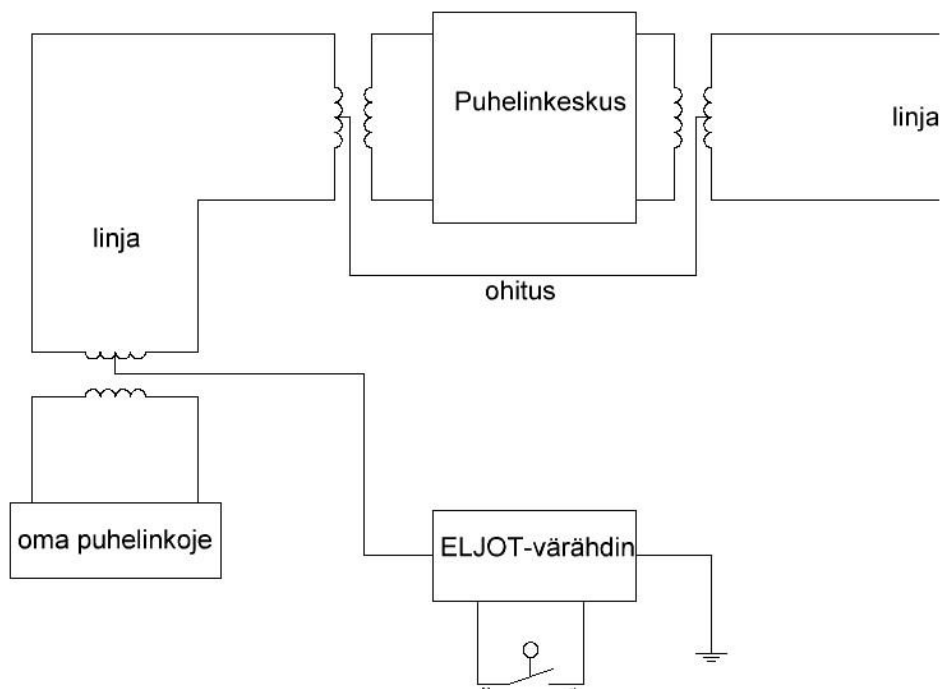 Puhelinkeskus
linja
linja
ohitus
oma puhelinkoje
ELJOT-värähdin